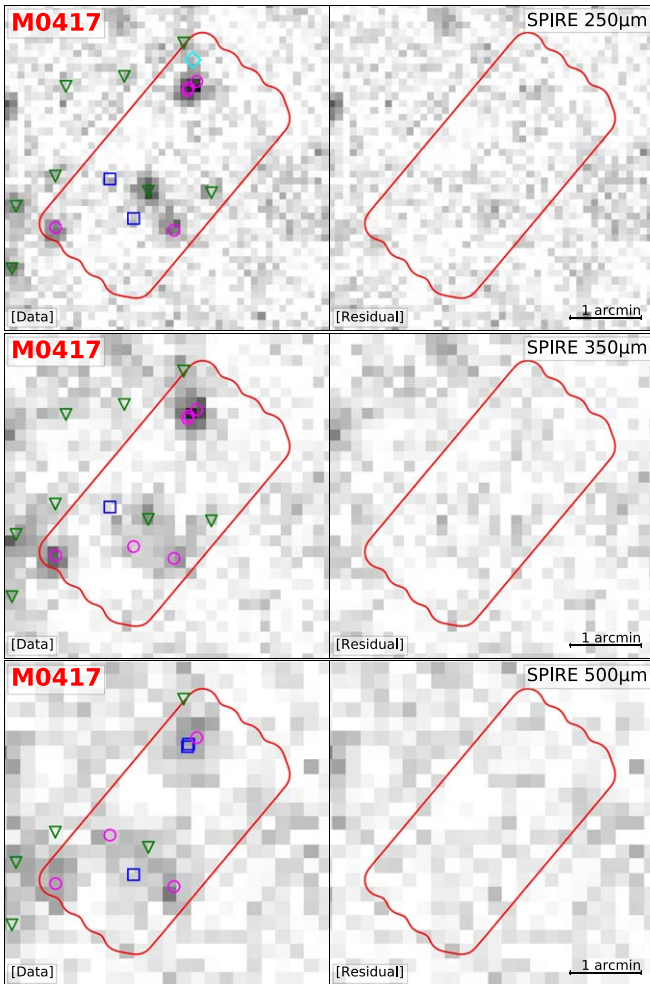 M0417
SPIRE 250μm
[Data]
[Residual]
1 arcmin
M0417
SPIRE 350μm
[Data]
[Residual]
1 arcmin
M0417
SPIRE 500μm
[Data]
[Residual]
1 arcmin